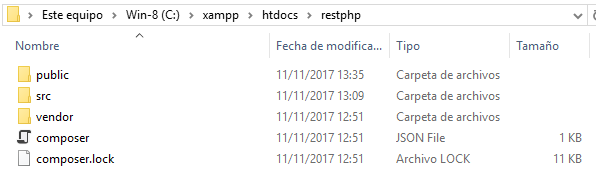 Este equipo > Win-8 (C:) > xampp > htdocs > restphp
Nombre Fecha de modifica... Tipo Tamaño
public 11/11/2017 13:35 Carpeta de archivos
src 11/11/2017 13:09 Carpeta de archivos
vendor 11/11/2017 12:51 Carpeta de archivos
composer 11/11/2017 12:51 JSON File 1 KB
composer.lock 11/11/2017 12:51 Archivo LOCK 11 KB